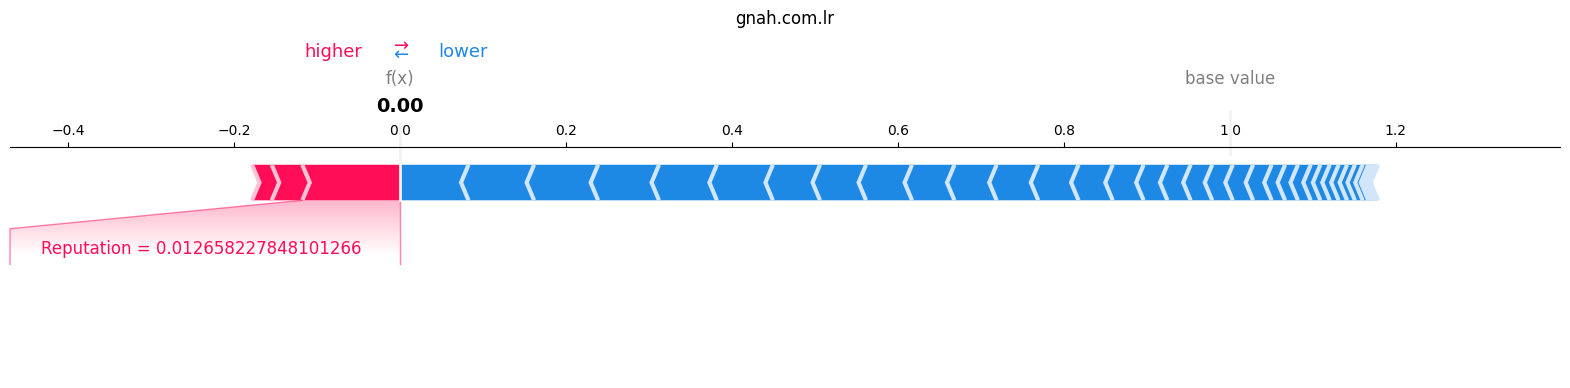 gnah.com.lr
higher ⇄ lower
f(x)
base value
0.00
−0.4 −0.2 0.0 0.2 0.4 0.6 0.8 1.0 1.2
Reputation = 0.012658227848101266